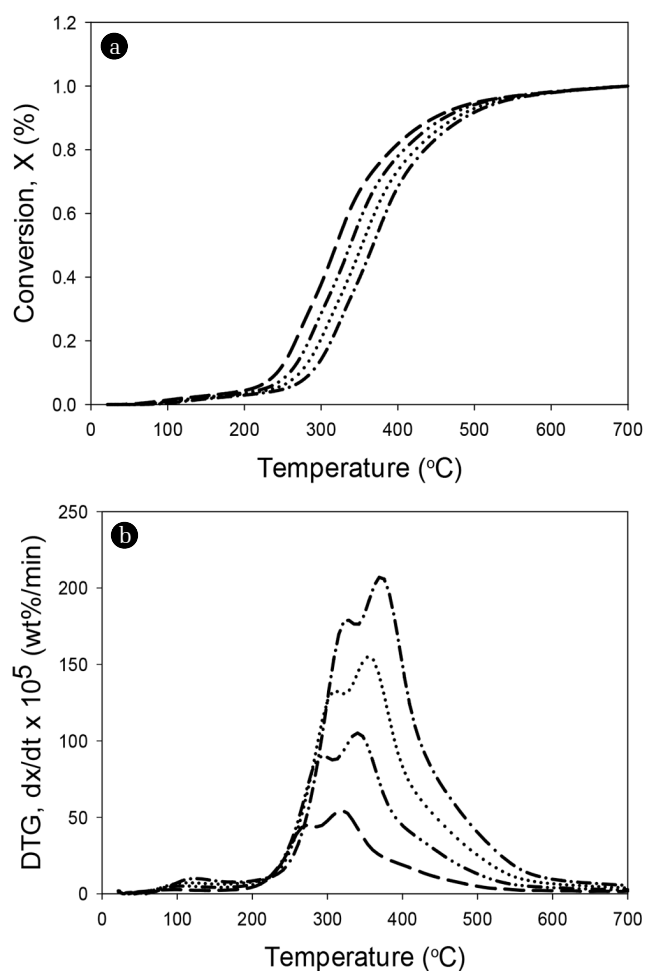 a
1.2
1.0
0.8
0.6
0.4
0.2
0.0
Conversion, X (%)
0 100 200 300 400 500 600 700
Temperature (°C)
b
250
200
150
100
50
0
DTG, dx/dt x 10⁵ (wt%/min)
0 100 200 300 400 500 600 700
Temperature (°C)